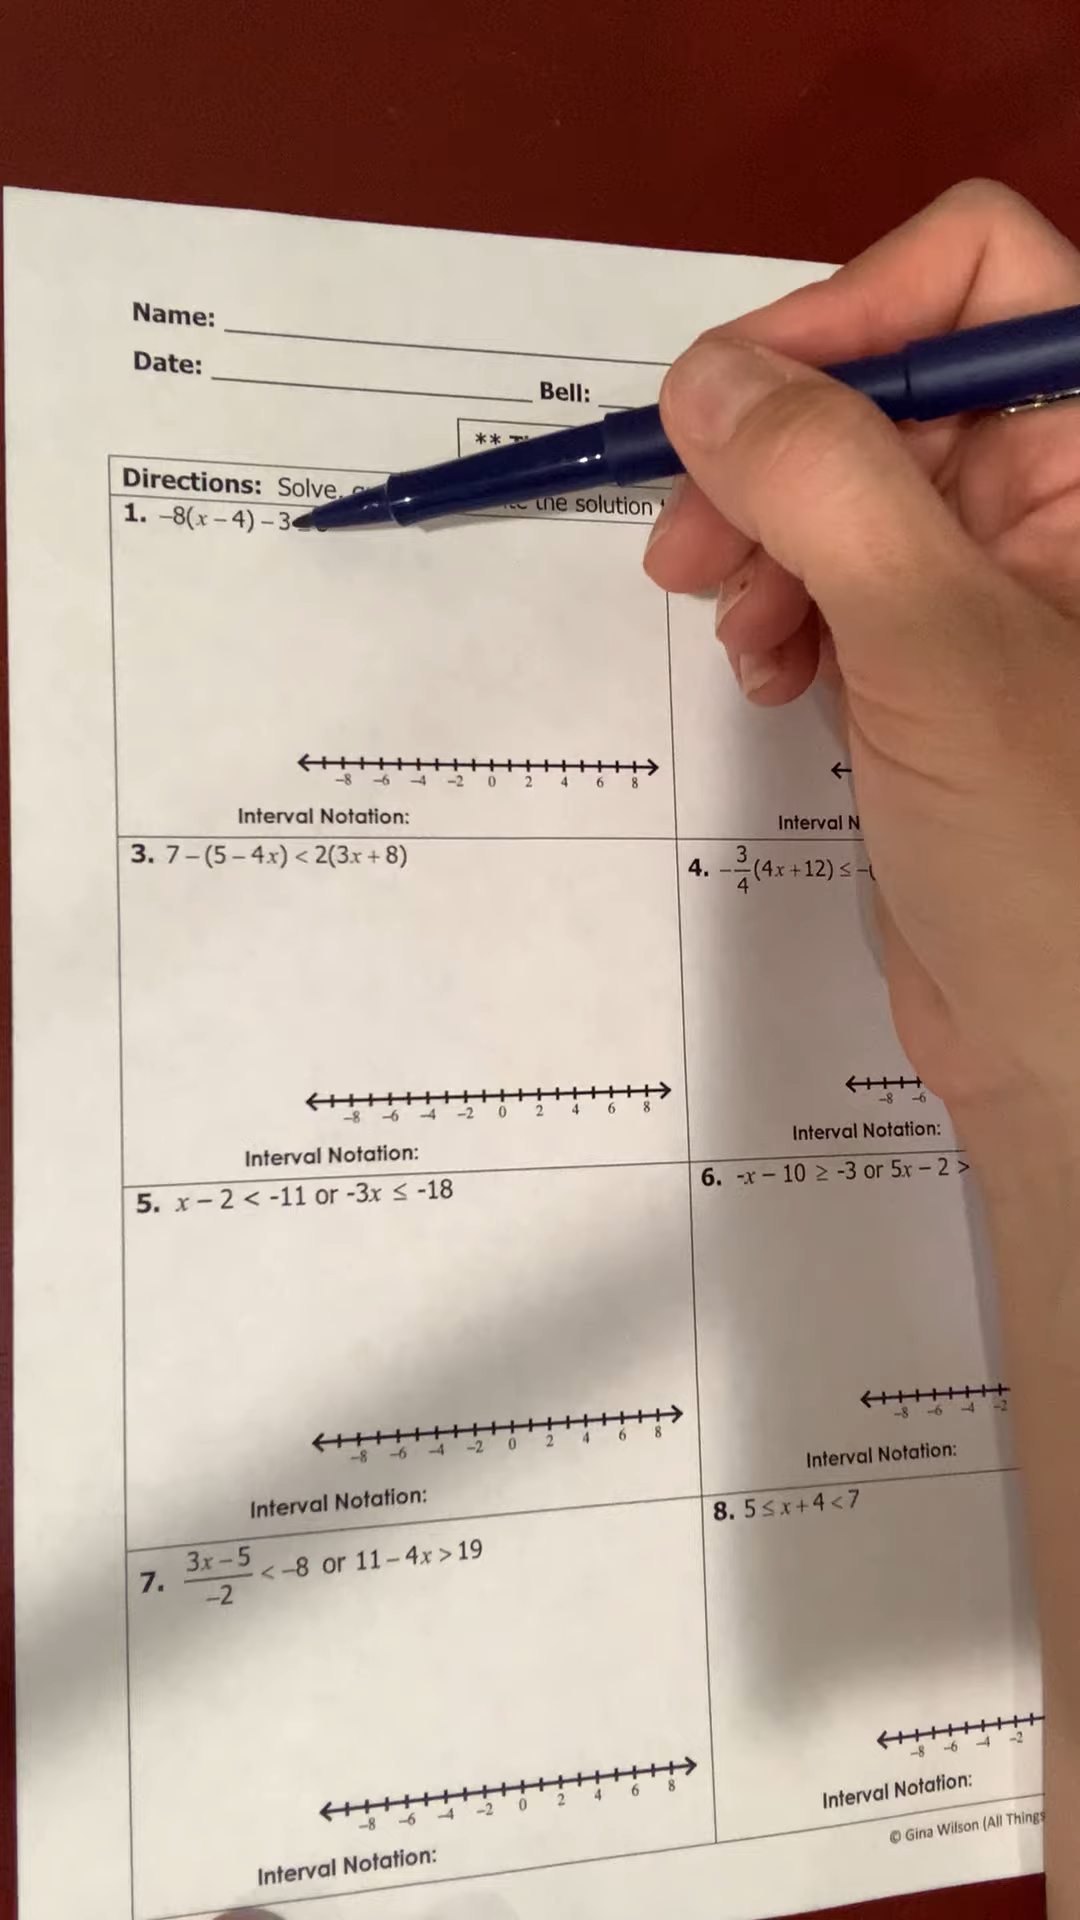 Name:
Date:
Bell:
**
Directions: Solve,
the solution
1. –8(x – 4) – 3
–8 –6 –4 –2 0 2 4 6 8
Interval Notation:
Interval N
3. 7 – (5 – 4x) < 2(3x + 8)
–8 –6 –4 –2 0 2 4 6 8
Interval Notation:
4. –3/4(4x + 12) ≤ –
–8 –6
Interval Notation:
5. x – 2 < -11 or -3x ≤ -18
–8 –6 –4 –2 0 2 4 6 8
Interval Notation:
6. -x – 10 ≥ -3 or 5x – 2 >
–8 –6 –4 –2
Interval Notation:
7. (3x – 5)/–2 < –8 or 11 – 4x > 19
–8 –6 –4 –2 0 2 4 6 8
Interval Notation:
8. 5 ≤ x + 4 < 7
–8 –6 –4 –2
Interval Notation:
© Gina Wilson (All Things